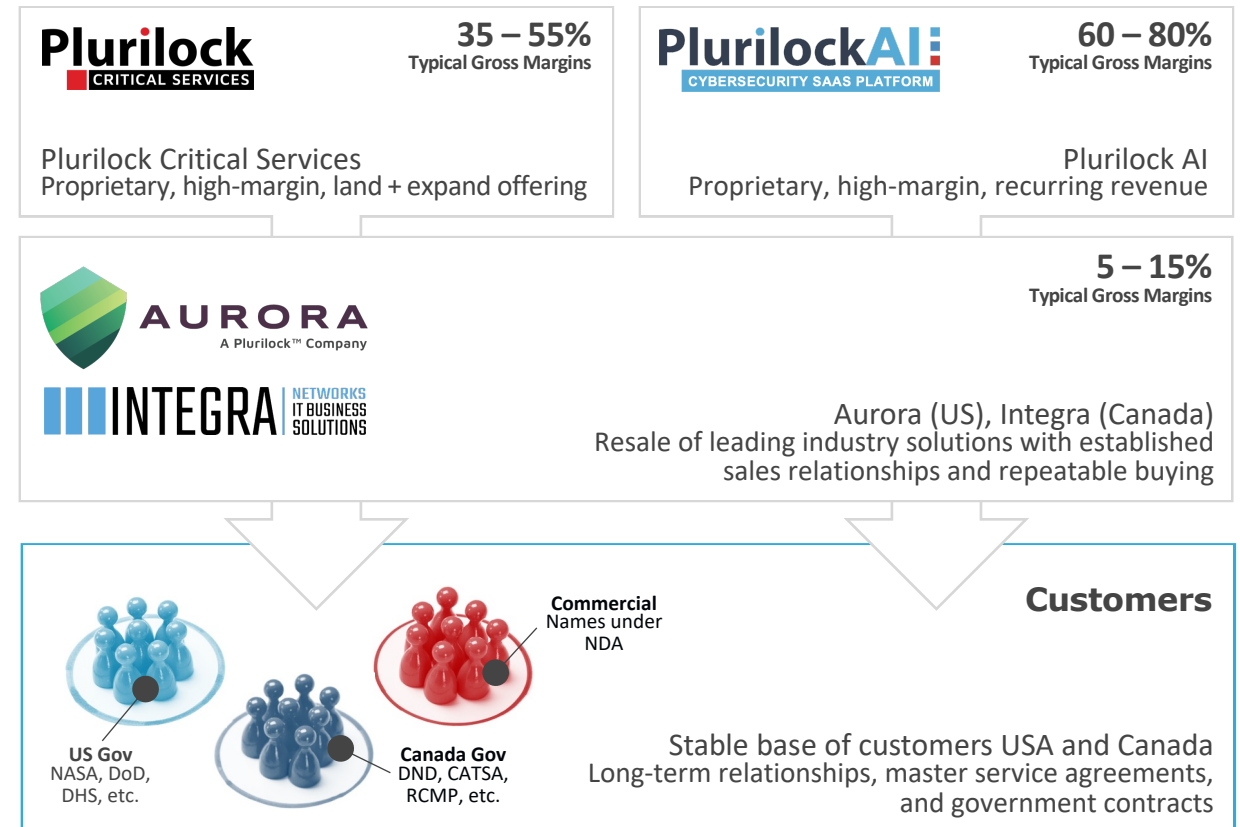 Plurilock
CRITICAL SERVICES
35 – 55%
Typical Gross Margins
Plurilock Critical Services
Proprietary, high-margin, land + expand offering
PlurilockAI
CYBERSECURITY SAAS PLATFORM
60 – 80%
Typical Gross Margins
Plurilock AI
Proprietary, high-margin, recurring revenue
AURORA
A Plurilock™ Company
INTEGRA
NETWORKS
IT BUSINESS
SOLUTIONS
5 – 15%
Typical Gross Margins
Aurora (US), Integra (Canada)
Resale of leading industry solutions with established
sales relationships and repeatable buying
Customers
Commercial
Names under
NDA
US Gov
NASA, DoD,
DHS, etc.
Canada Gov
DND, CATSA,
RCMP, etc.
Stable base of customers USA and Canada
Long-term relationships, master service agreements,
and government contracts